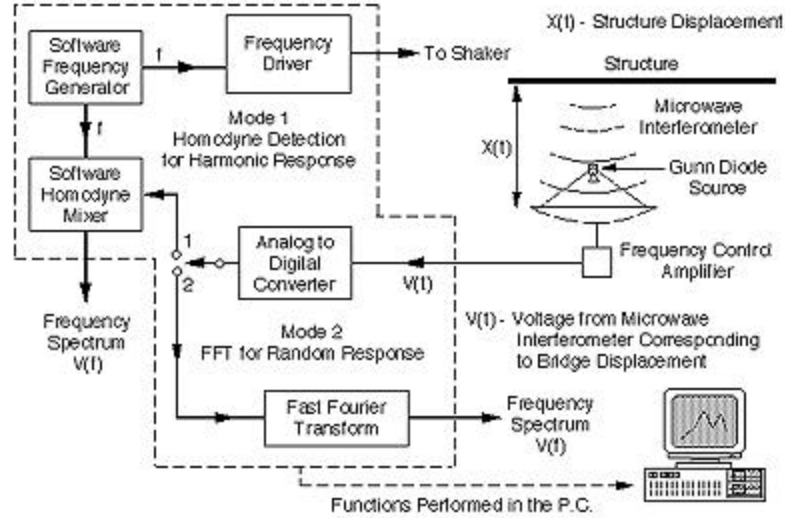 Software
Frequency
Generator
f
Frequency
Driver
To Shaker
X(t) - Structure Displacement
Structure
f
Mode 1
Homodyne Detection
for Harmonic Response
X(t)
Microwave
Interferometer
Gunn Diode
Source
Software
Homodyne
Mixer
1
2
Analog to
Digital
Converter
V(t)
Frequency Control
Amplifier
Frequency
Spectrum
V(f)
Mode 2
FFT for Random Response
V(t) - Voltage from Microwave
Interferometer Corresponding
to Bridge Displacement
Fast Fourier
Transform
Frequency
Spectrum
V(f)
Functions Performed in the P.C.